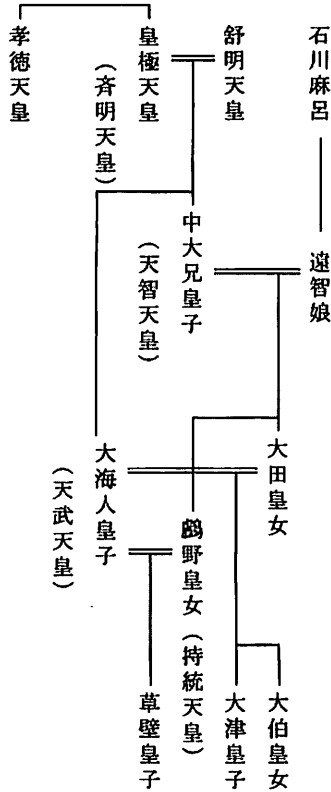 石川麻呂
遠智娘
舒明天皇
皇極天皇
(斉明天皇)
孝徳天皇
中大兄皇子
(天智天皇)
大田皇女
鸕野皇女(持統天皇)
大海人皇子
(天武天皇)
大伯皇女
大津皇子
草壁皇子